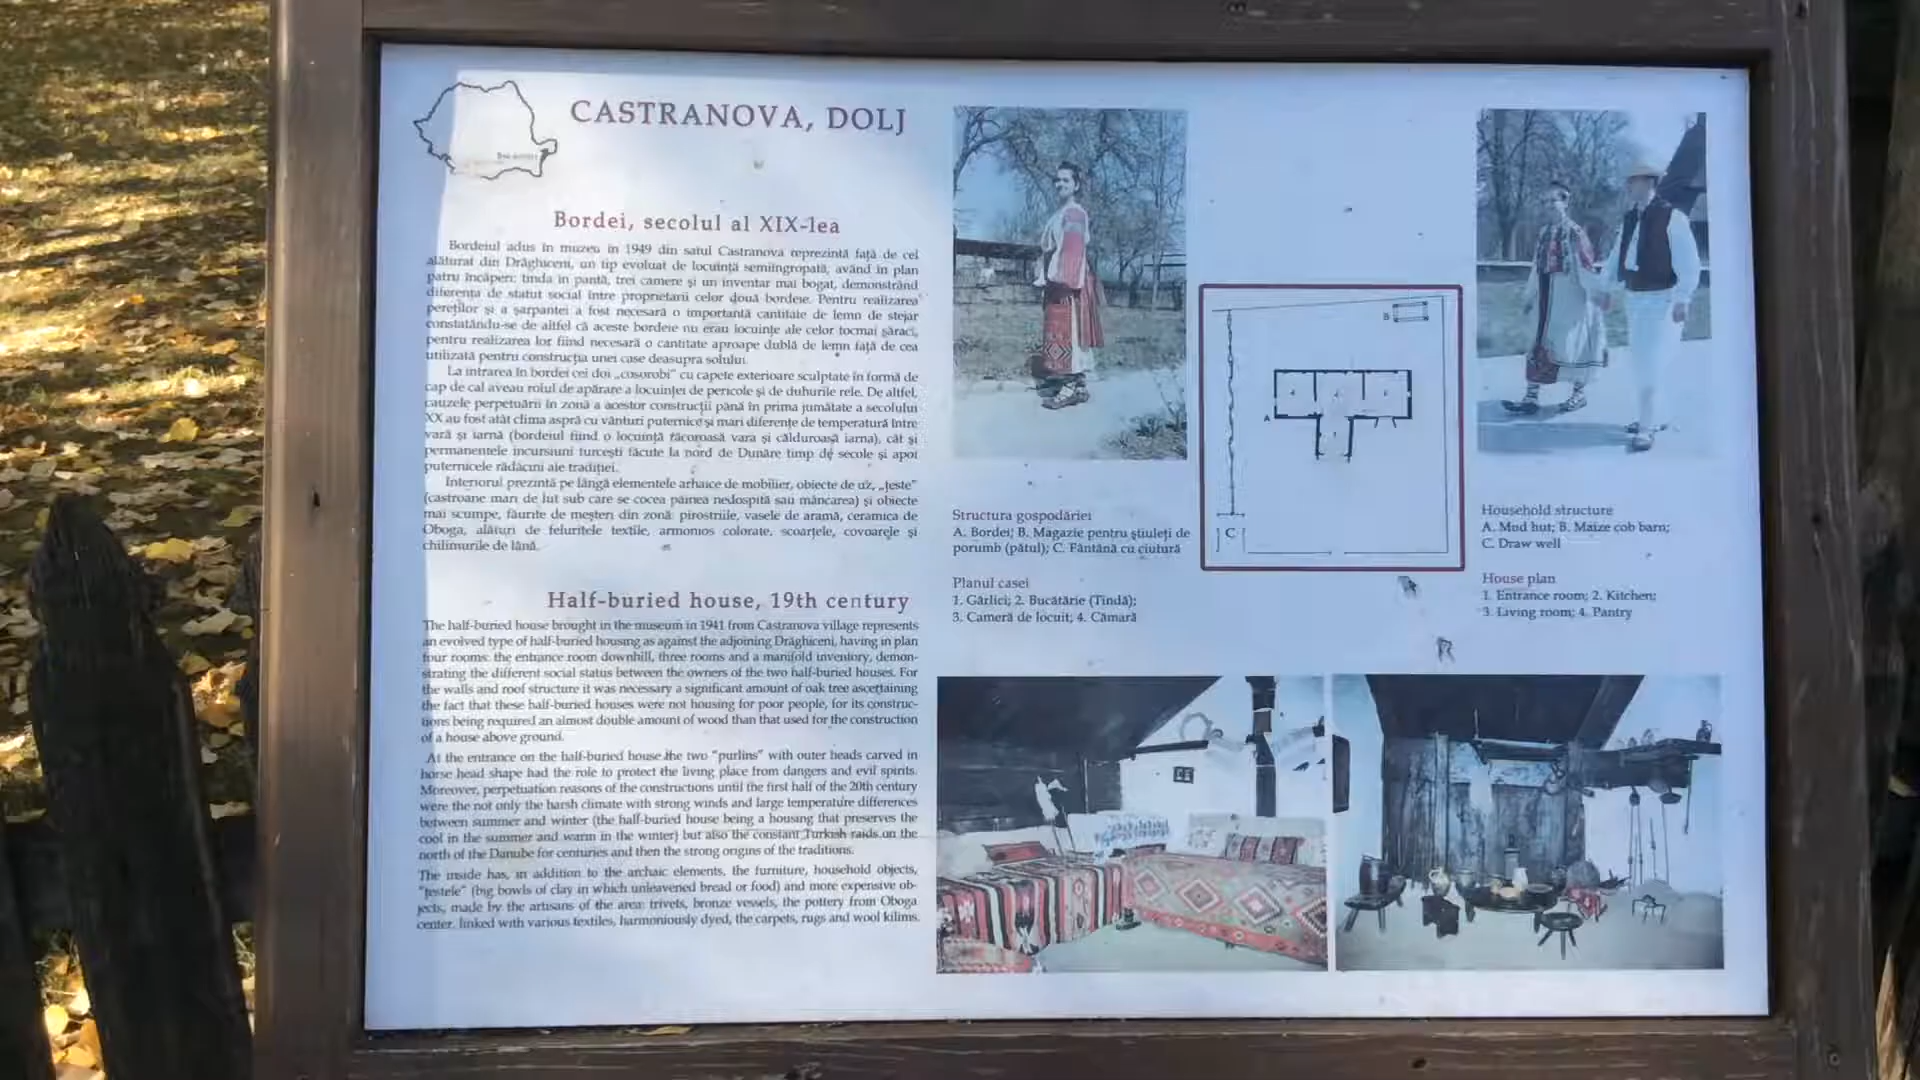 CASTRANOVA, DOLJ
Bordei, secolul al XIX-lea
Bordeiul adus în muzeu în 1949 din satul Castranova reprezintă față de cel
alăturat din Drăghiceni, un tip evoluat de locuință semiîngropată, având în plan
patru încăperi: tinda în pantă, trei camere și un inventar mai bogat, demonstrând
diferența de statut social între proprietarii celor două bordeie. Pentru realizarea
pereților și a șarpantei a fost necesară o importantă cantitate de lemn de stejar
constatându-se de altfel că aceste bordeie nu erau locuințe ale celor tocmai săraci,
pentru realizarea lor fiind necesară o cantitate aproape dublă de lemn față de cea
utilizată pentru construcția unei case deasupra solului.
La intrarea în bordei cei doi „cosorobi” cu capete exterioare sculptate în formă de
cap de cal aveau rolul de apărare a locuinței de pericole și de duhurile rele. De altfel,
cauzele perpetuării în zonă a acestor construcții până în prima jumătate a secolului
XX au fost atât clima aspră cu vânturi puternice și mari diferențe de temperatură între
vară și iarnă (bordeiul fiind o locuință răcoroasă vara și călduroasă iarna), cât și
permanentele incursiuni turcești făcute la nord de Dunăre timp de secole și apoi
puternicele rădăcini ale tradiției.
Interiorul prezintă pe lângă elementele arhaice de mobilier, obiecte de uz, „țeste”
(castroane mari de lut sub care se cocea pâinea nedospită sau mâncarea) și obiecte
mai scumpe, făurite de meșteri din zonă: pirostriile, vasele de aramă, ceramica de
Oboga, alături de feluritele textile, armonios colorate, scoarțele, covoarele și
chilimurile de lână.
Half-buried house, 19th century
The half-buried house brought in the museum in 1941 from Castranova village represents
an evolved type of half-buried housing as against the adjoining Drăghiceni, having in plan
four rooms: the entrance room downhill, three rooms and a manifold inventory, demon-
strating the different social status between the owners of the two half-buried houses. For
the walls and roof structure it was necessary a significant amount of oak tree ascertaining
the fact that these half-buried houses were not housing for poor people, for its construc-
tions being required an almost double amount of wood than that used for the construction
of a house above ground.
At the entrance on the half-buried house the two "purlins" with outer heads carved in
horse head shape had the role to protect the living place from dangers and evil spirits.
Moreover, perpetuation reasons of the constructions until the first half of the 20th century
were the not only the harsh climate with strong winds and large temperature differences
between summer and winter (the half-buried house being a housing that preserves the
cool in the summer and warm in the winter) but also the constant Turkish raids on the
north of the Danube for centuries and then the strong origins of the traditions.
The inside has, in addition to the archaic elements, the furniture, household objects,
"țestele" (big bowls of clay in which unleavened bread or food) and more expensive ob-
jects, made by the artisans of the area: trivets, bronze vessels, the pottery from Oboga
center, linked with various textiles, harmoniously dyed, the carpets, rugs and wool kilims.
Structura gospodăriei
A. Bordei; B. Magazie pentru știuleți de
porumb (pătul); C. Fântână cu ciutură
Planul casei
1. Gârlici; 2. Bucătărie (Tindă);
3. Cameră de locuit; 4. Cămară
B
A
C
Household structure
A. Mud hut; B. Maize cob barn;
C. Draw well
House plan
1. Entrance room; 2. Kitchen;
3. Living room; 4. Pantry